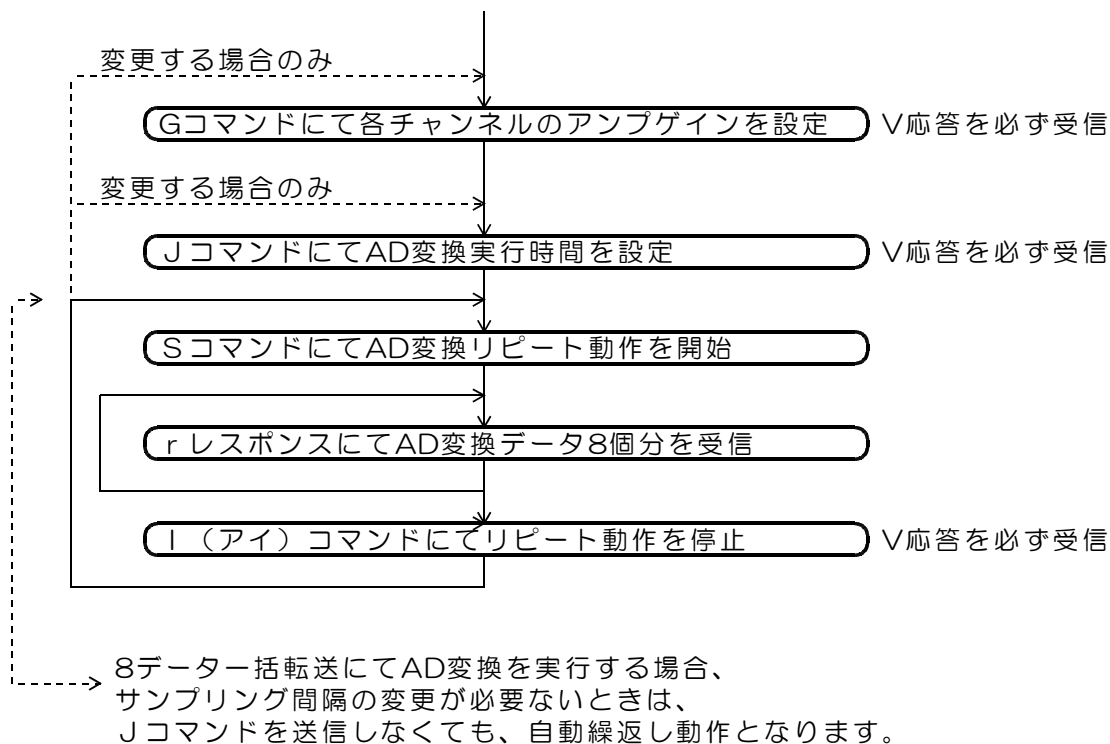 変更する場合のみ
Gコマンドにて各チャンネルのアンプゲインを設定 V応答を必ず受信
変更する場合のみ
JコマンドにてAD変換実行時間を設定 V応答を必ず受信
SコマンドにてAD変換リピート動作を開始
rレスポンスにてAD変換データ8個分を受信
I（アイ）コマンドにてリピート動作を停止 V応答を必ず受信
8データ一括転送にてAD変換を実行する場合、
サンプリング間隔の変更が必要ないときは、
Jコマンドを送信しなくても、自動繰返し動作となります。